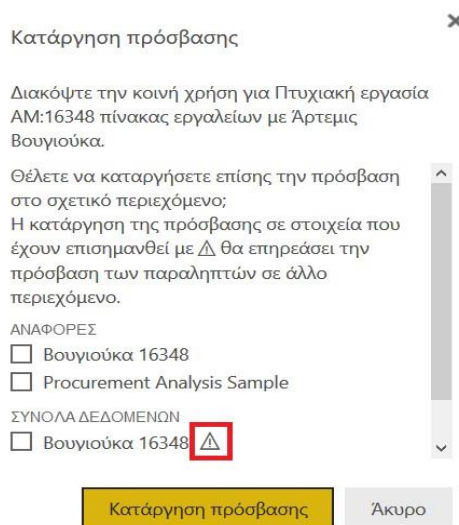 Κατάργηση πρόσβασης
Διακόψτε την κοινή χρήση για Πτυχιακή εργασία
ΑΜ:16348 πίνακας εργαλείων με Άρτεμις
Βουγιούκα.
Θέλετε να καταργήσετε επίσης την πρόσβαση
στο σχετικό περιεχόμενο;
Η κατάργηση της πρόσβασης σε στοιχεία που
έχουν επισημανθεί με ⚠ θα επηρεάσει την
πρόσβαση των παραληπτών σε άλλο
περιεχόμενο.
ΑΝΑΦΟΡΕΣ
Βουγιούκα 16348
Procurement Analysis Sample
ΣΥΝΟΛΑ ΔΕΔΟΜΕΝΩΝ
Βουγιούκα 16348 ⚠
Κατάργηση πρόσβασης Άκυρο